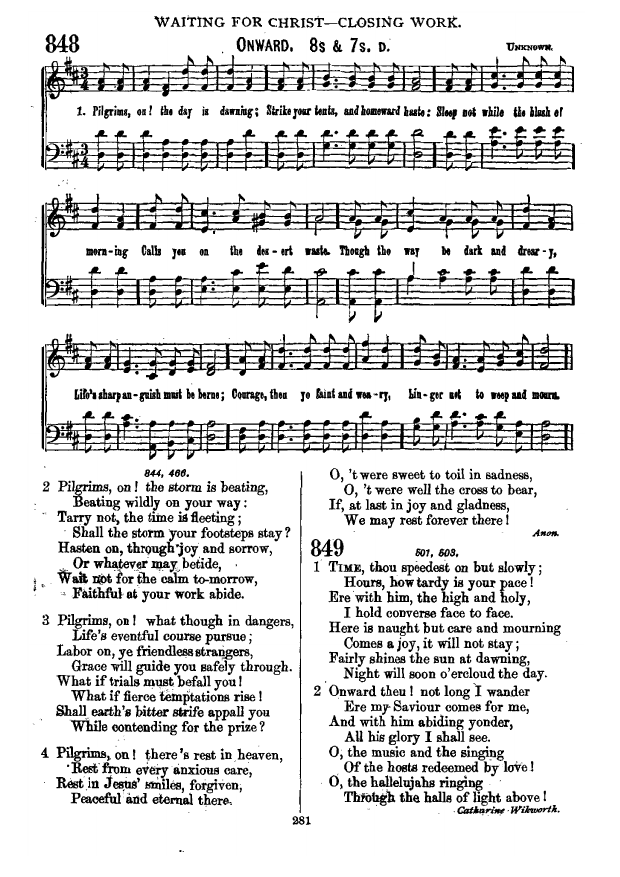 WAITING FOR CHRIST—CLOSING WORK.
848 ONWARD. 8s & 7s. D. UNKNOWN.
1. Pilgrims, on! the day is dawning; Strike your tents, and homeward haste: Sleep not while the blush of
morn-ing Calls you on the des-ert waste. Though the way be dark and drear-y,
Life's sharp an-guish must be borne; Courage, then ye faint and wea-ry, Lin-ger not to weep and mourn.
844, 466.
2 Pilgrims, on! the storm is beating,
Beating wildly on your way:
Tarry not, the time is fleeting;
Shall the storm your footsteps stay?
Hasten on, through joy and sorrow,
Or whatever may betide,
Wait not for the calm to-morrow,
Faithful at your work abide.
3 Pilgrims, on! what though in dangers,
Life's eventful course pursue;
Labor on, ye friendless strangers,
Grace will guide you safely through.
What if trials must befall you!
What if fierce temptations rise!
Shall earth's bitter strife appall you
While contending for the prize?
4 Pilgrims, on! there's rest in heaven,
Rest from every anxious care,
Rest in Jesus' smiles, forgiven,
Peaceful and eternal there.
O, 't were sweet to toil in sadness,
O, 't were well the cross to bear,
If, at last in joy and gladness,
We may rest forever there!
Anon.
849 501, 503.
1 TIME, thou speedest on but slowly;
Hours, how tardy is your pace!
Ere with him, the high and holy,
I hold converse face to face.
Here is naught but care and mourning
Comes a joy, it will not stay;
Fairly shines the sun at dawning,
Night will soon o'ercloud the day.
2 Onward then! not long I wander
Ere my Saviour comes for me,
And with him abiding yonder,
All his glory I shall see.
O, the music and the singing
Of the hosts redeemed by love!
O, the hallelujahs ringing
Through the halls of light above!
Catharine Wikworth.
281